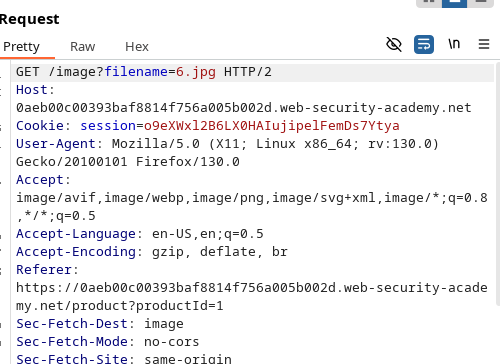 Request
Pretty Raw Hex \n
GET /image?filename=6.jpg HTTP/2
Host:
0aeb00c00393baf8814f756a005b002d.web-security-academy.net
Cookie: session=o9eXWxl2B6LX0HAIujipelFemDs7Ytya
User-Agent: Mozilla/5.0 (X11; Linux x86_64; rv:130.0)
Gecko/20100101 Firefox/130.0
Accept:
image/avif,image/webp,image/png,image/svg+xml,image/*;q=0.8
,*/*;q=0.5
Accept-Language: en-US,en;q=0.5
Accept-Encoding: gzip, deflate, br
Referer:
https://0aeb00c00393baf8814f756a005b002d.web-security-acade
my.net/product?productId=1
Sec-Fetch-Dest: image
Sec-Fetch-Mode: no-cors
Sec-Fetch-Site: same-origin